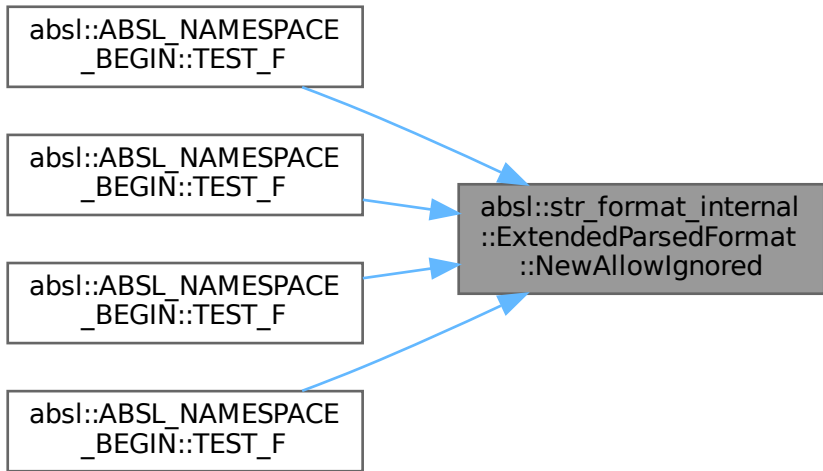 absl::ABSL_NAMESPACE
_BEGIN::TEST_F
absl::ABSL_NAMESPACE
_BEGIN::TEST_F
absl::str_format_internal
::ExtendedParsedFormat
::NewAllowIgnored
absl::ABSL_NAMESPACE
_BEGIN::TEST_F
absl::ABSL_NAMESPACE
_BEGIN::TEST_F